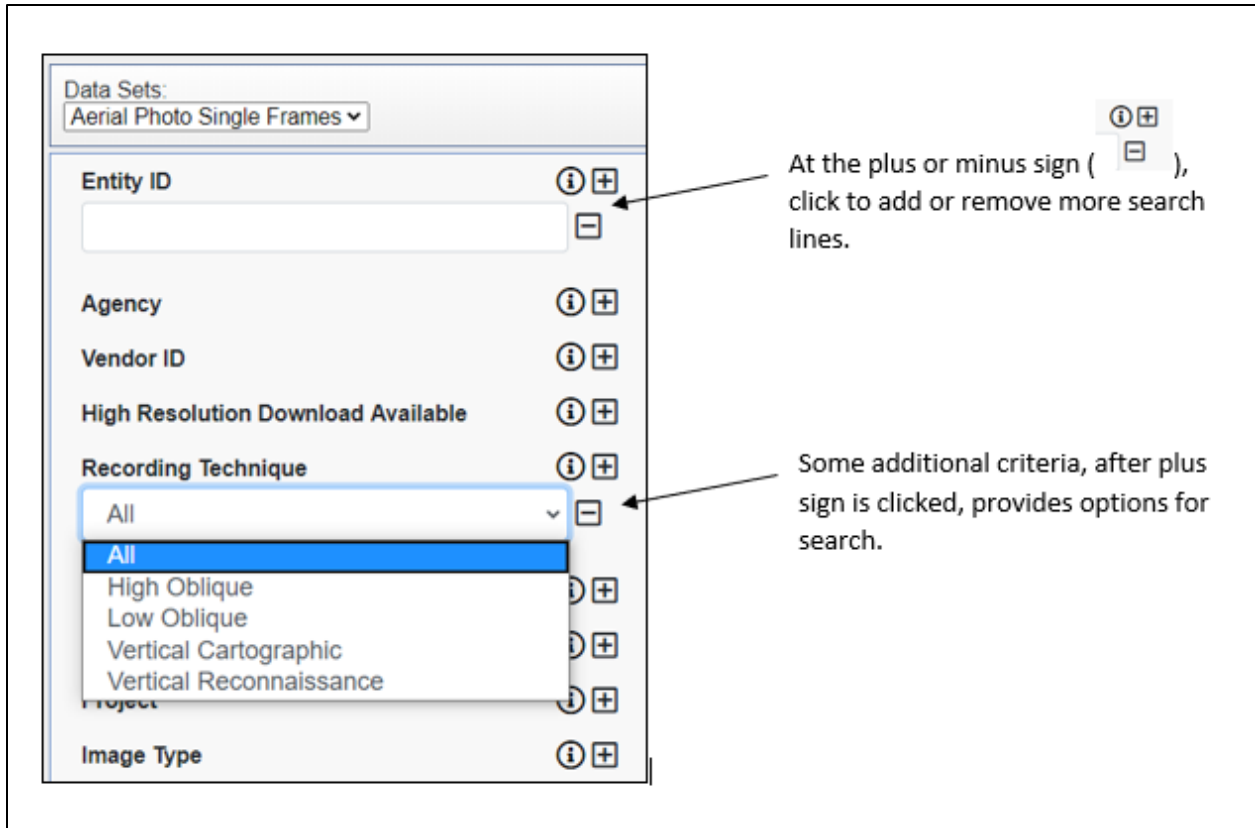 Data Sets:
Aerial Photo Single Frames
Entity ID
At the plus or minus sign ( ),
click to add or remove more search
lines.
Agency
Vendor ID
High Resolution Download Available
Recording Technique
All
All
High Oblique
Low Oblique
Vertical Cartographic
Vertical Reconnaissance
Some additional criteria, after plus
sign is clicked, provides options for
search.
Project
Image Type